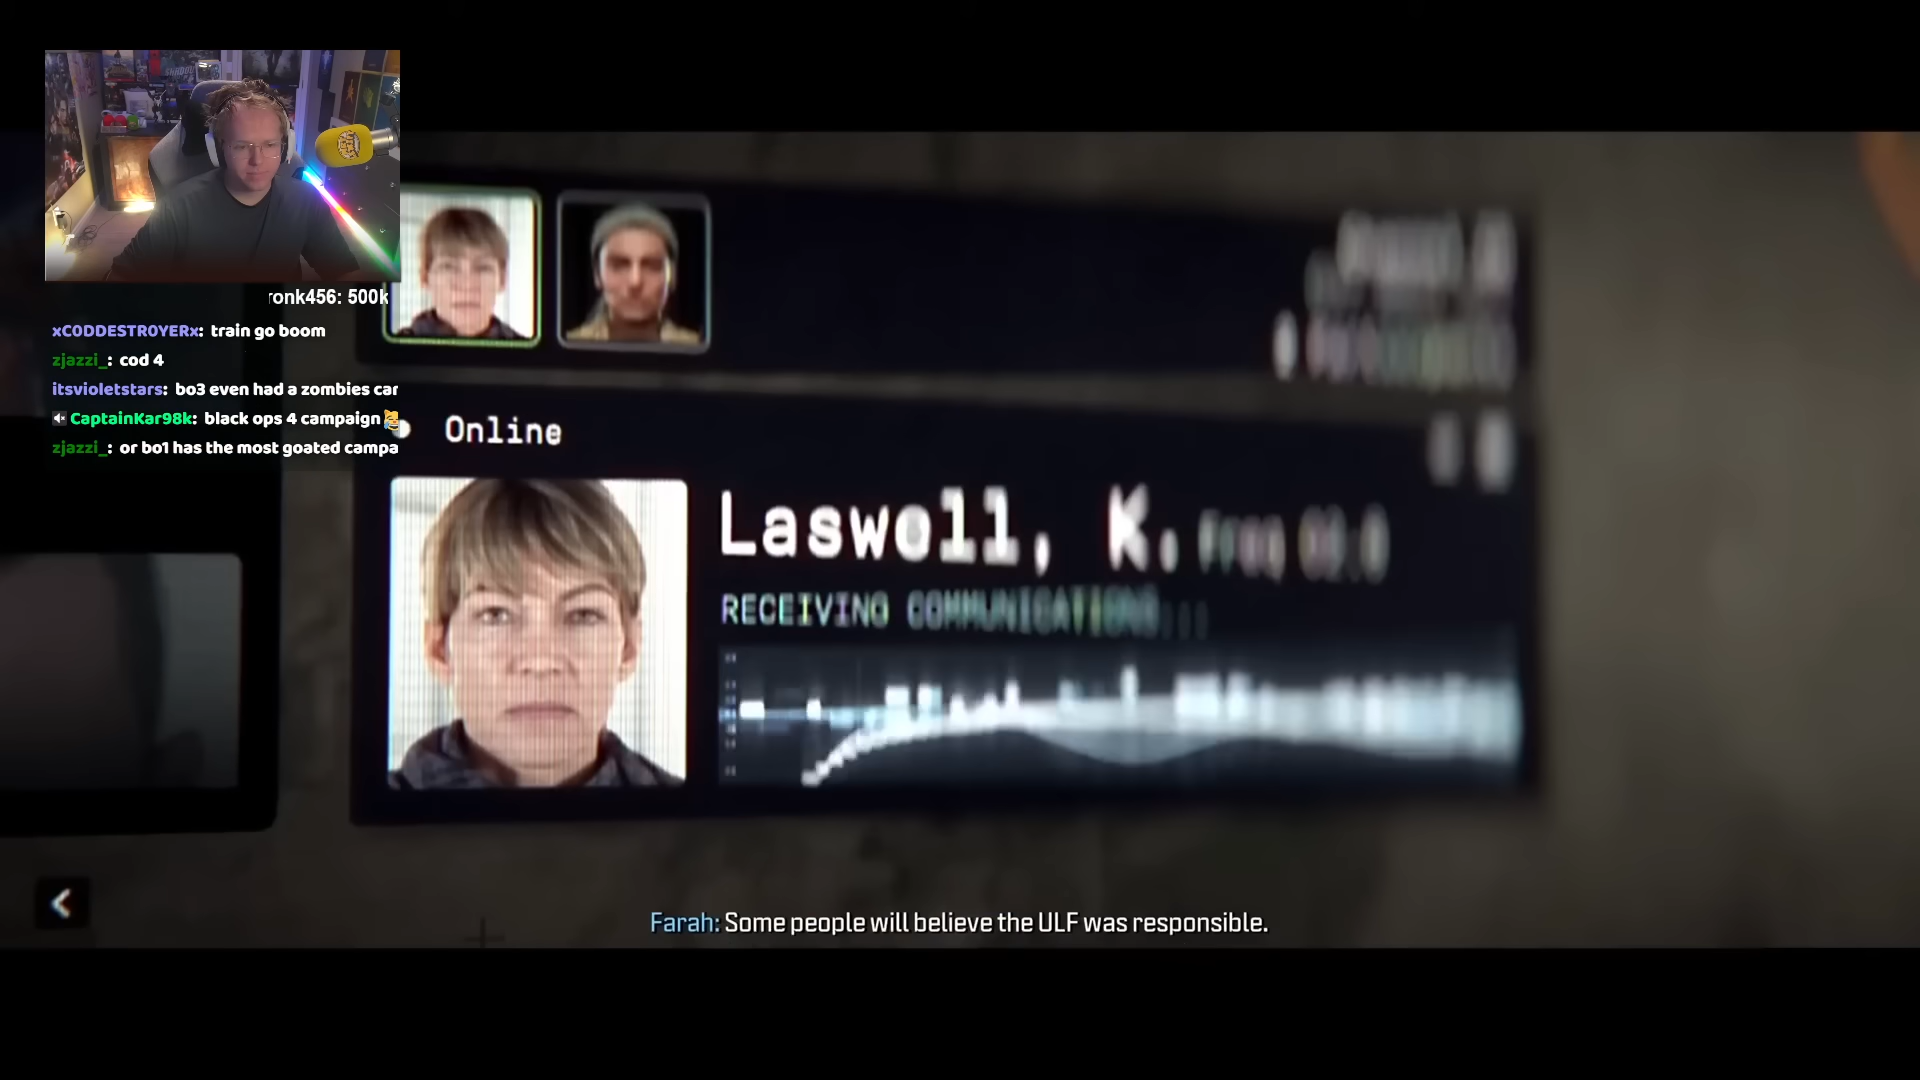 ronk456: 500k
xC0DDESTR0YERx: train go boom
zjazzi_: cod 4
itsvioletstars: bo3 even had a zombies car
CaptainKar98k: black ops 4 campaign
zjazzi_: or bo1 has the most goated campa
Online
Laswell, K.
RECEIVING COMMUNICATIONS
Farah: Some people will believe the ULF was responsible.